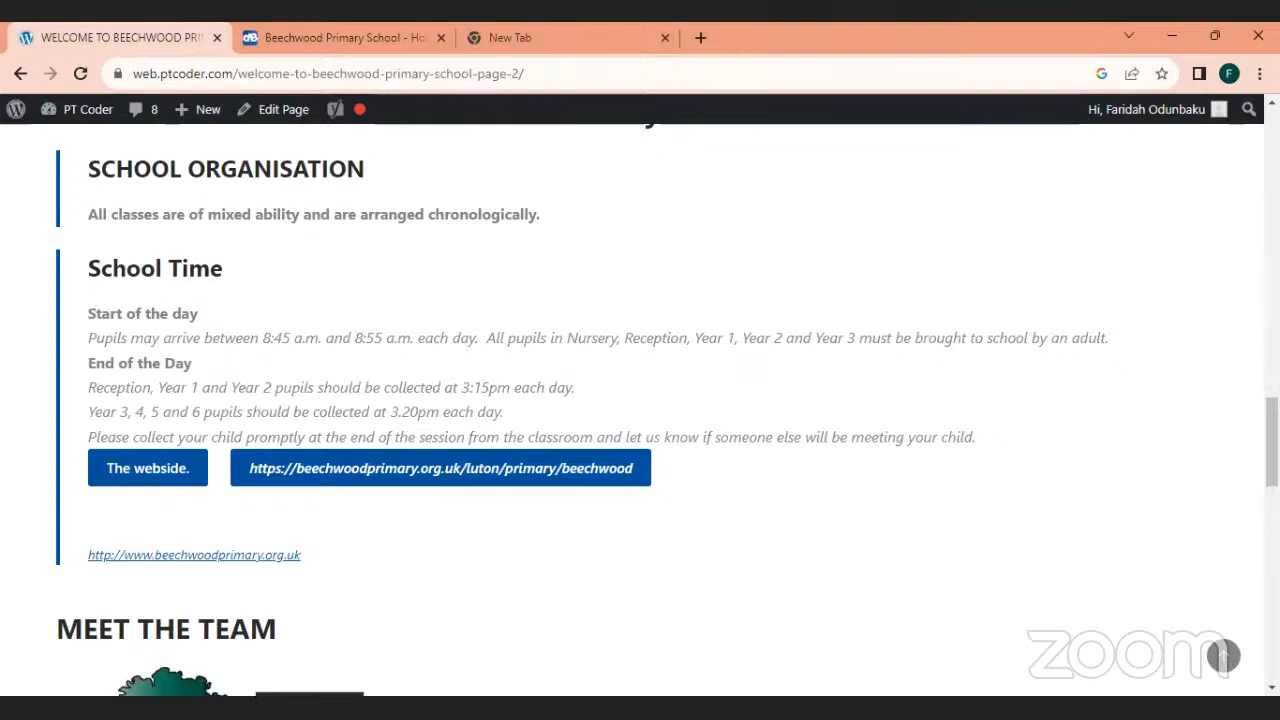 WELCOME TO BEECHWOOD PRI
Beechwood Primary School - Ho
New Tab
web.ptcoder.com/welcome-to-beechwood-primary-school-page-2/
F
PT Coder
8
New
Edit Page
Hi, Faridah Odunbaku
SCHOOL ORGANISATION
All classes are of mixed ability and are arranged chronologically.
School Time
Start of the day
Pupils may arrive between 8:45 a.m. and 8:55 a.m. each day. All pupils in Nursery, Reception, Year 1, Year 2 and Year 3 must be brought to school by an adult.
End of the Day
Reception, Year 1 and Year 2 pupils should be collected at 3:15pm each day.
Year 3, 4, 5 and 6 pupils should be collected at 3.20pm each day.
Please collect your child promptly at the end of the session from the classroom and let us know if someone else will be meeting your child.
The webside.
https://beechwoodprimary.org.uk/luton/primary/beechwood
http://www.beechwoodprimary.org.uk
MEET THE TEAM
zoom